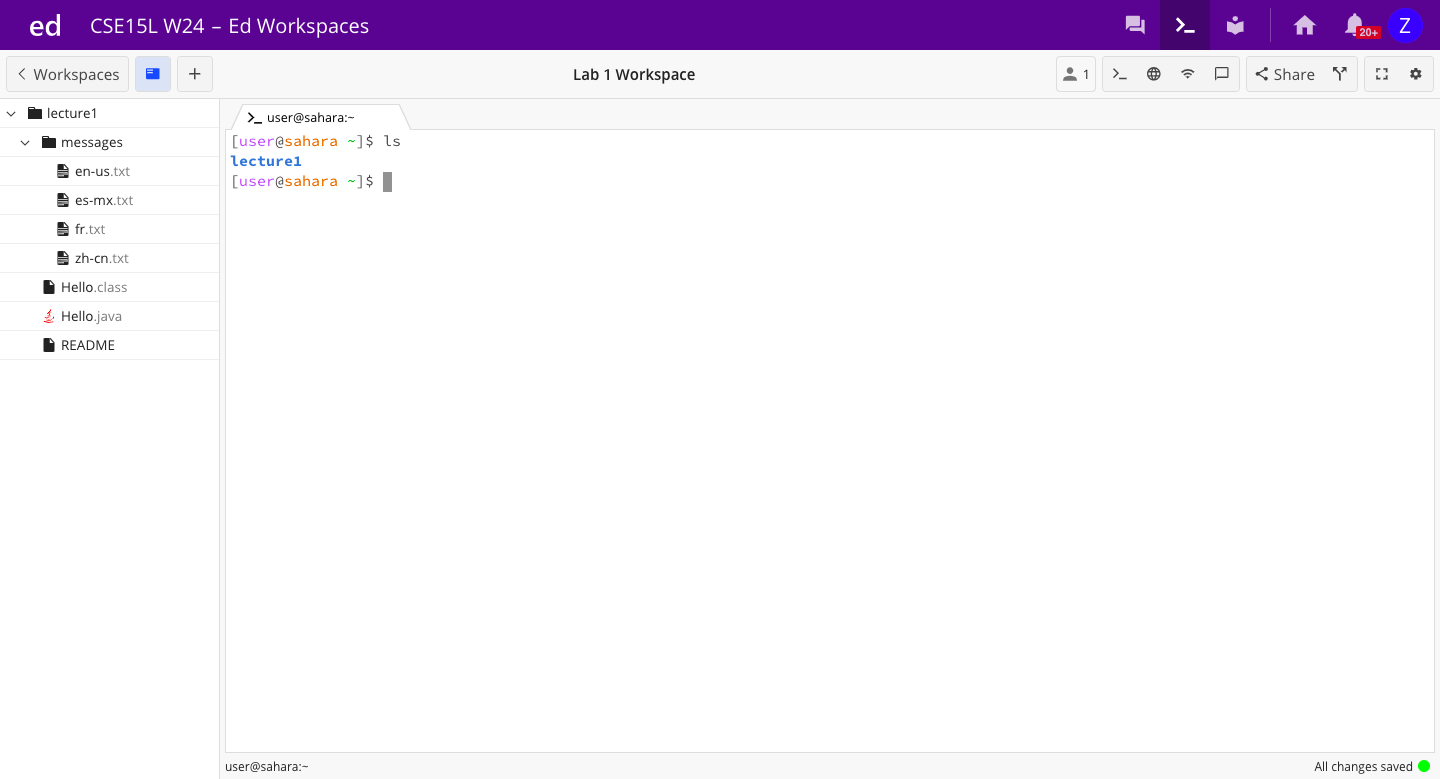 ed CSE15L W24 – Ed Workspaces 20+ Z
Workspaces Lab 1 Workspace 1 Share
lecture1
messages
en-us.txt
es-mx.txt
fr.txt
zh-cn.txt
Hello.class
Hello.java
README
user@sahara:~
[user@sahara ~]$ ls
lecture1
[user@sahara ~]$
user@sahara:~ All changes saved